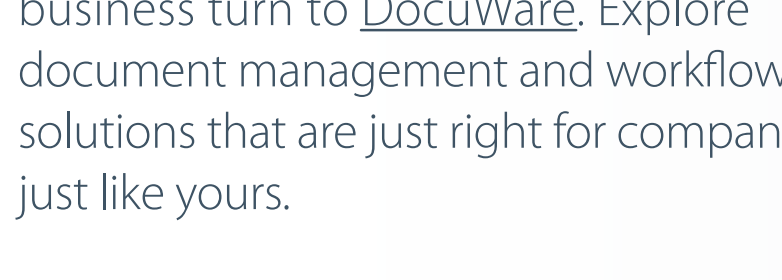 business turn to DocuWare. Explore
document management and workflow
solutions that are just right for compan
just like yours.